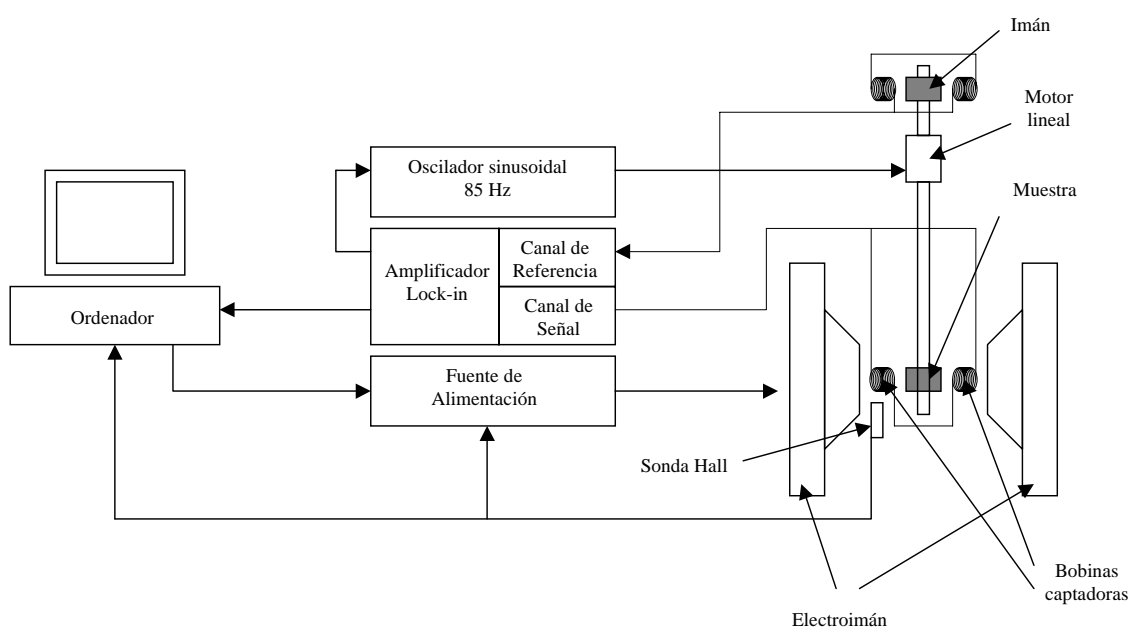 Imán
Motor
lineal
Oscilador sinusoidal
85 Hz
Muestra
Amplificador
Lock-in
Canal de
Referencia
Canal de
Señal
Ordenador
Fuente de
Alimentación
Sonda Hall
Bobinas
captadoras
Electroimán